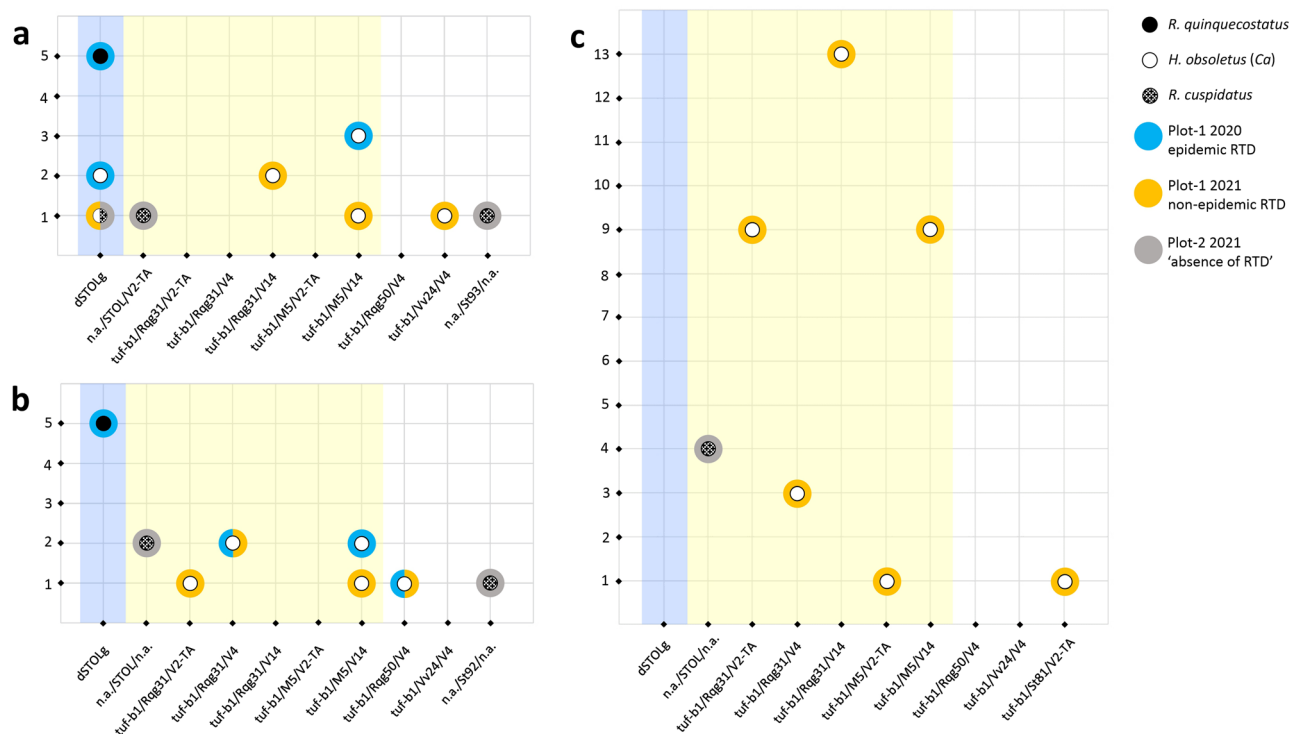 a
5
4
3
2
1
dSTOLg
n.a./STOL/V2-TA
tuf-b1/Rqg31/V2-TA
tuf-b1/Rqg31/V4
tuf-b1/Rqg31/V14
tuf-b1/M5/V2-TA
tuf-b1/M5/V14
tuf-b1/Rqg50/V4
tuf-b1/Vv24/V4
n.a./St93/n.a.
b
5
4
3
2
1
dSTOLg
n.a./STOL/n.a.
tuf-b1/Rqg31/V2-TA
tuf-b1/Rqg31/V4
tuf-b1/Rqg31/V14
tuf-b1/M5/V2-TA
tuf-b1/M5/V14
tuf-b1/Rqg50/V4
tuf-b1/Vv24/V4
n.a./St92/n.a.
c
13
12
11
10
9
8
7
6
5
4
3
2
1
dSTOLg
n.a./STOL/n.a.
tuf-b1/Rqg31/V2-TA
tuf-b1/Rqg31/V4
tuf-b1/Rqg31/V14
tuf-b1/M5/V2-TA
tuf-b1/M5/V14
tuf-b1/Rqg50/V4
tuf-b1/Vv24/V4
tuf-b1/St81/V2-TA
R. quinquecostatus
H. obsoletus (Ca)
R. cuspidatus
Plot-1 2020
epidemic RTD
Plot-1 2021
non-epidemic RTD
Plot-2 2021
'absence of RTD'